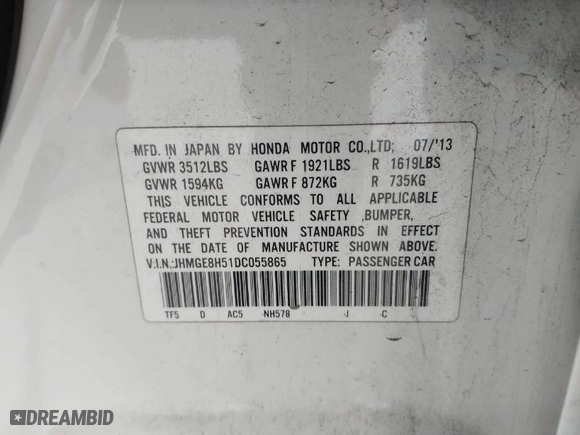 MFD. IN JAPAN BY HONDA MOTOR CO.,LTD; 07/'13
GVWR 3512LBS GAWR F 1921LBS R 1619LBS
GVWR 1594KG GAWR F 872KG R 735KG
THIS VEHICLE CONFORMS TO ALL APPLICABLE
FEDERAL MOTOR VEHICLE SAFETY ,BUMPER,
AND THEFT PREVENTION STANDARDS IN EFFECT
ON THE DATE OF MANUFACTURE SHOWN ABOVE.
V.I.N.:JHMGE8H51DC055865 TYPE: PASSENGER CAR
TF5 D AC5 -NH578 -J -C
DREAMBID